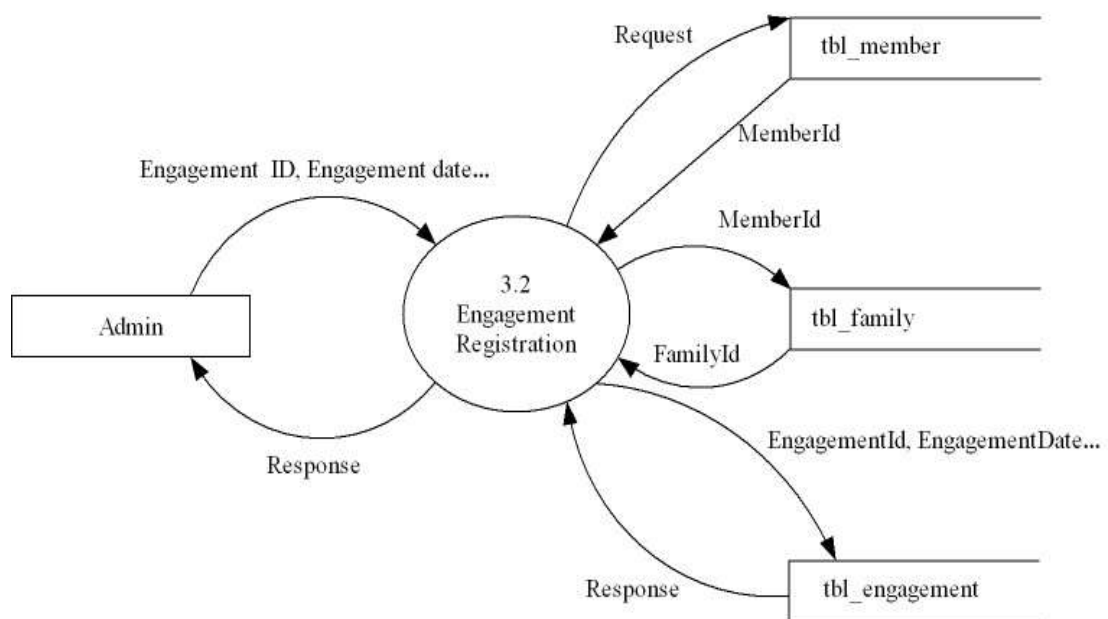 Request
tbl_member
MemberId
Engagement ID, Engagement date...
MemberId
3.2
Engagement
Registration
Admin
tbl_family
FamilyId
EngagementId, EngagementDate...
Response
Response
tbl_engagement